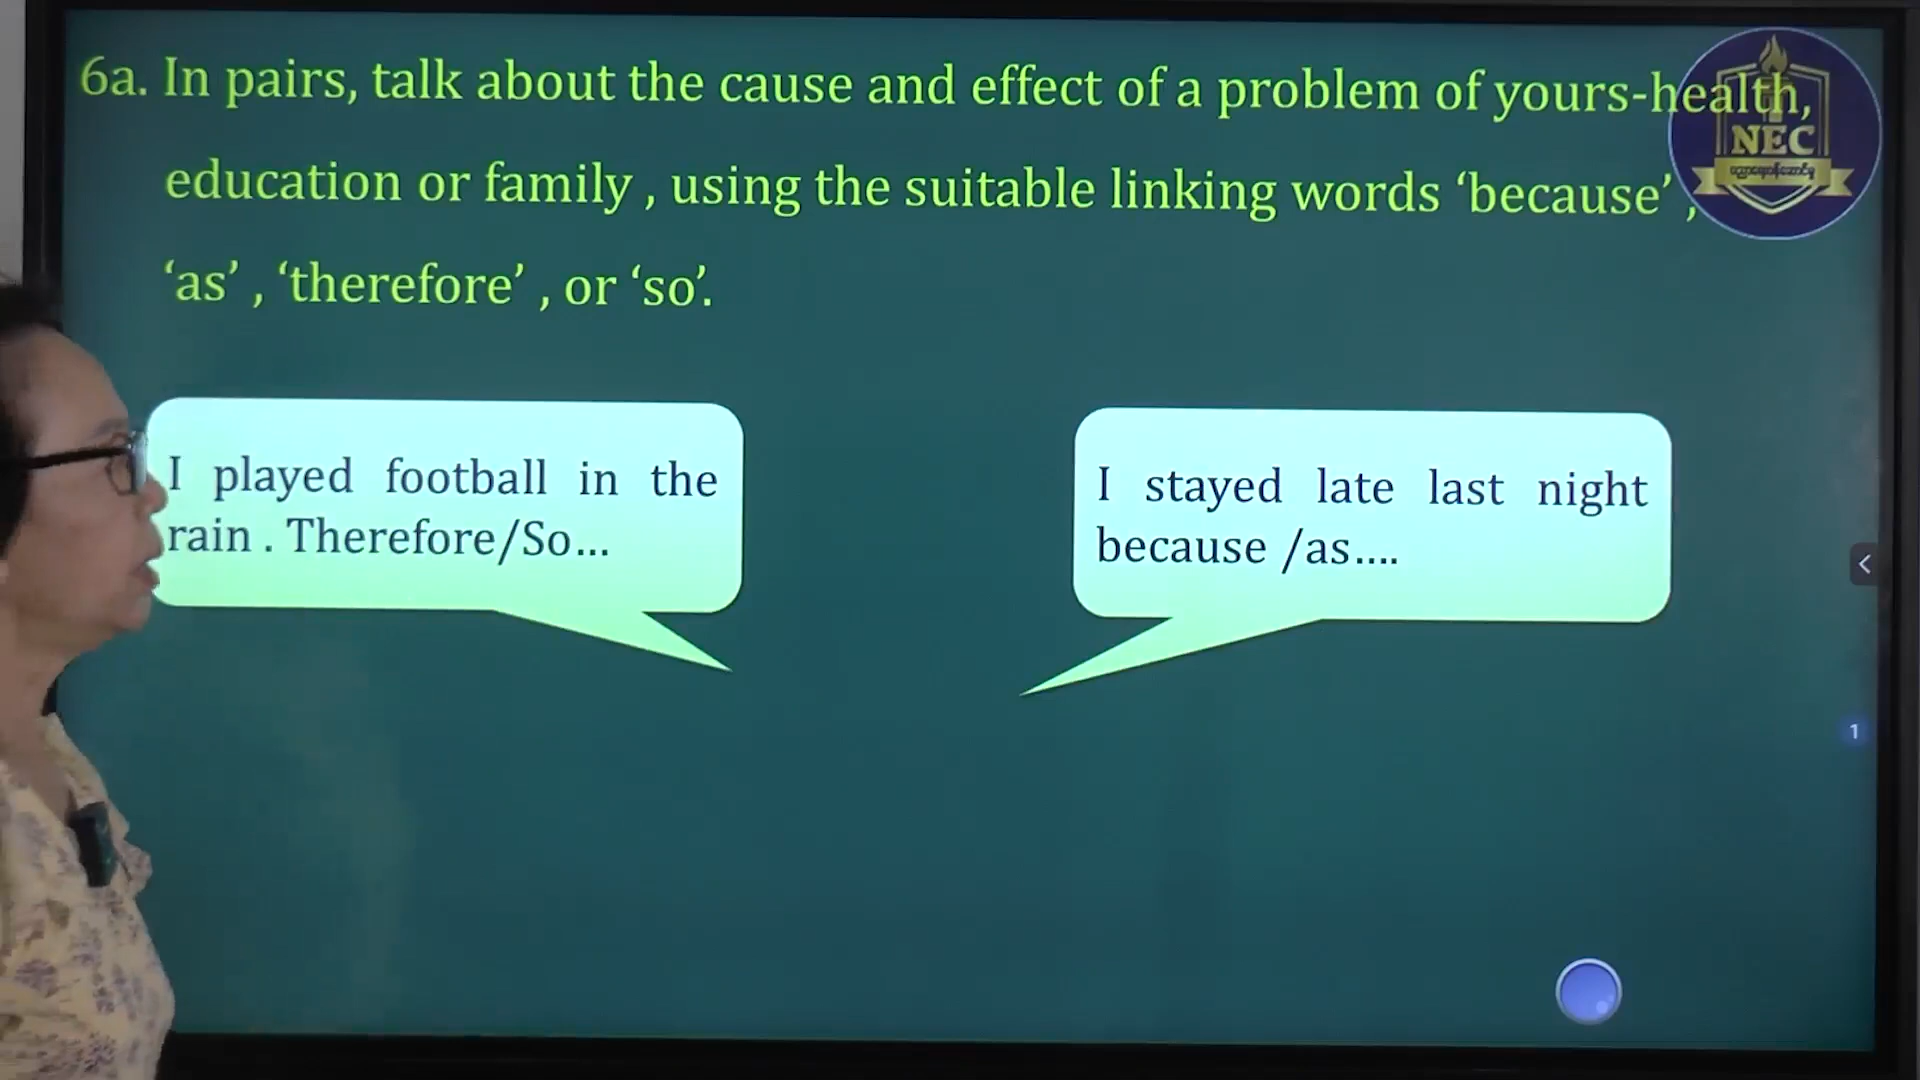 6a. In pairs, talk about the cause and effect of a problem of yours-health,
education or family , using the suitable linking words ‘because’ ,
‘as’ , ‘therefore’ , or ‘so’.
I played football in the
rain . Therefore/So...
I stayed late last night
because /as....
NEC
1